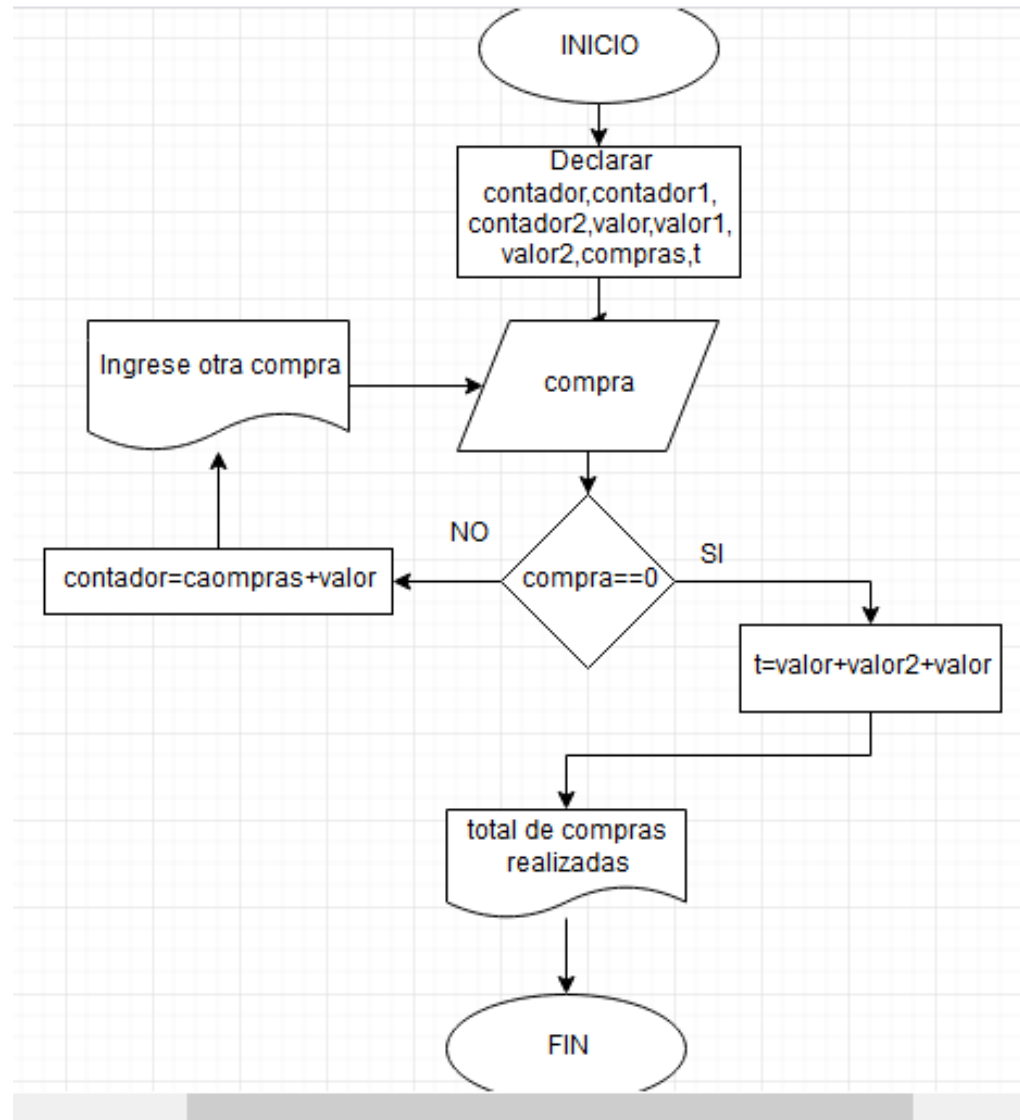 INICIO
Declarar
contador,contador1,
contador2,valor,valor1,
valor2,compras,t
Ingrese otra compra
compra
NO
compra==0
SI
contador=caompras+valor
t=valor+valor2+valor
total de compras
realizadas
FIN